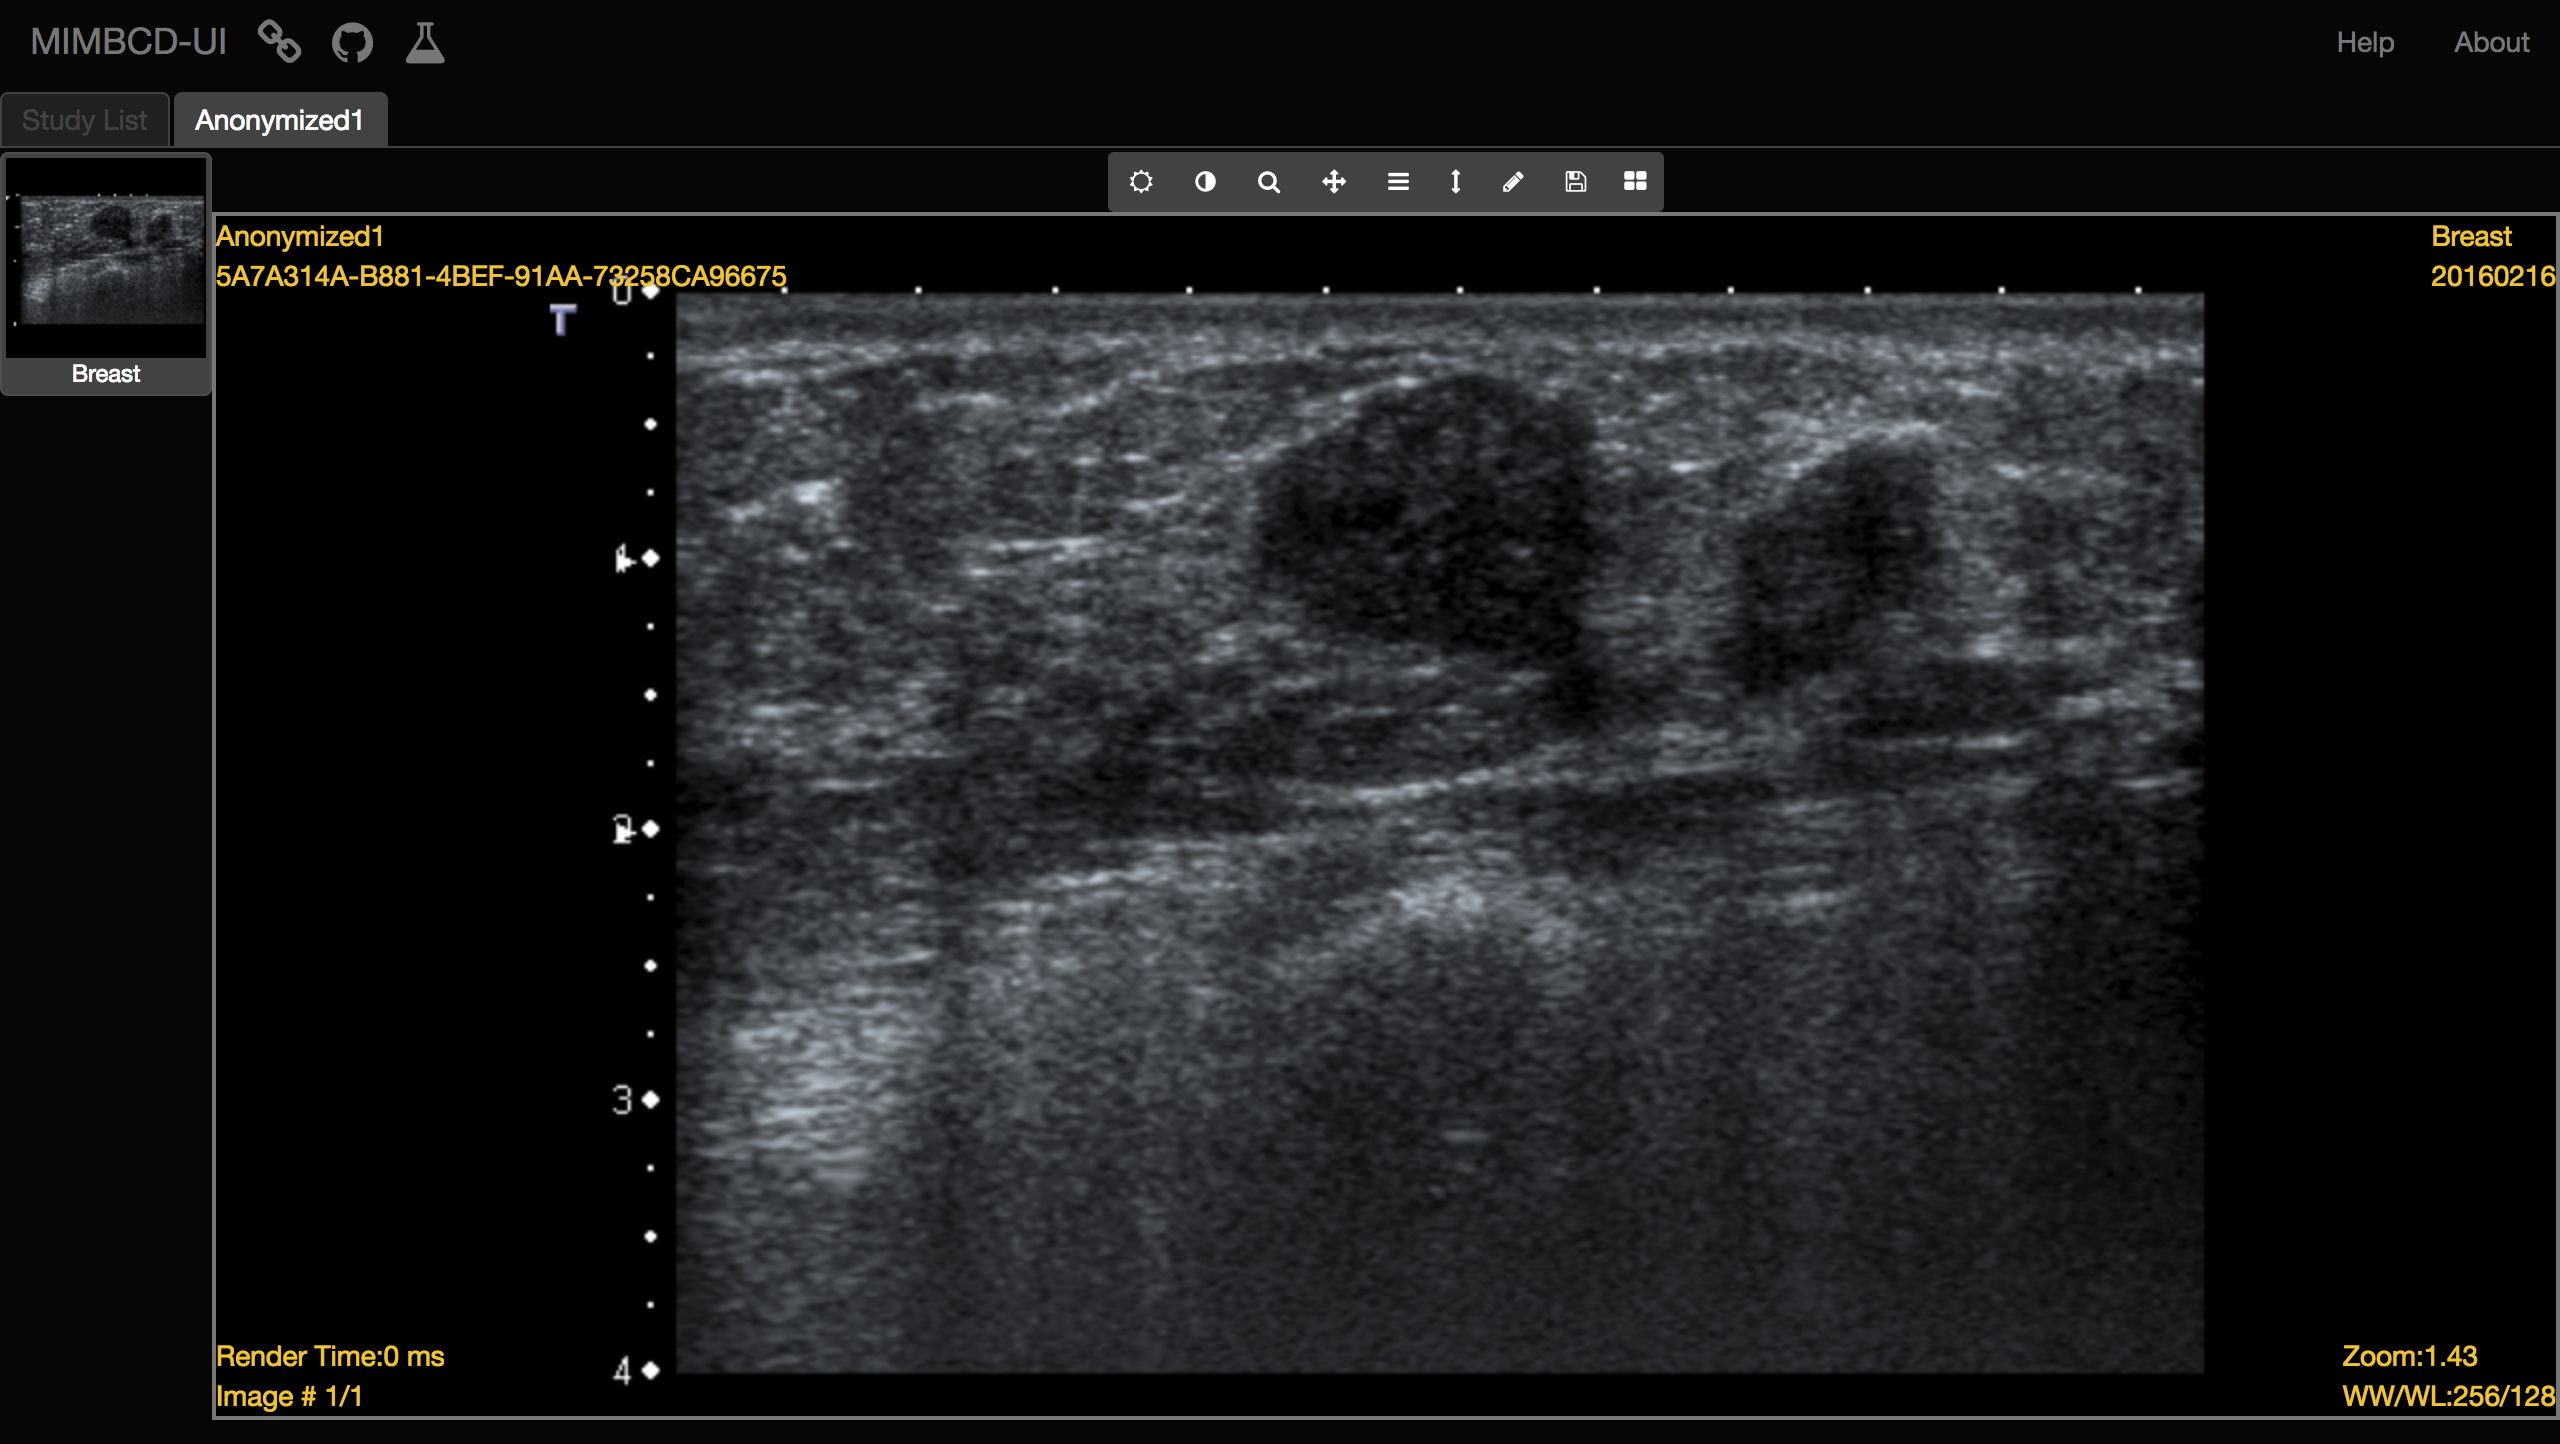 MIMBCD-UI
Help About
Study List Anonymized1
Breast
Anonymized1
5A7A314A-B881-4BEF-91AA-73258CA96675
Breast
20160216
T
0
1
2
3
4
Render Time:0 ms
Image # 1/1
Zoom:1.43
WW/WL:256/128